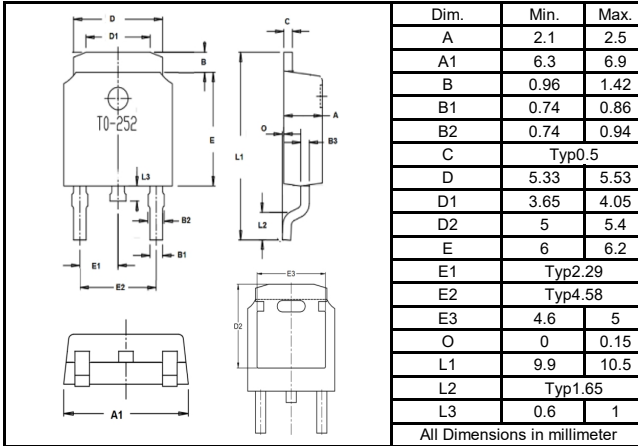 D
D1
C
B
TO-252
E
A
O
B3
L1
L3
L2
B2
B1
E1
E2
E3
D2
A1
Dim. Min. Max.
A 2.1 2.5
A1 6.3 6.9
B 0.96 1.42
B1 0.74 0.86
B2 0.74 0.94
C Typ0.5
D 5.33 5.53
D1 3.65 4.05
D2 5 5.4
E 6 6.2
E1 Typ2.29
E2 Typ4.58
E3 4.6 5
O 0 0.15
L1 9.9 10.5
L2 Typ1.65
L3 0.6 1
All Dimensions in millimeter